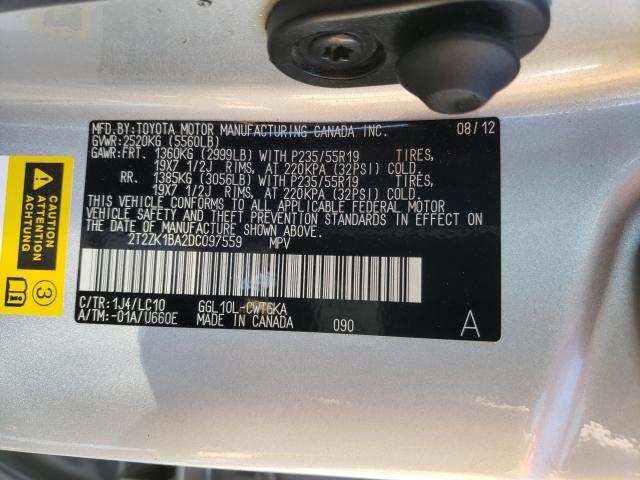 MFD.BY:TOYOTA MOTOR MANUFACTURING CANADA INC. 08/12
GVWR:2520KG (5560LB)
GAWR:FRT. 1360KG (2999LB) WITH P235/55R19 TIRES,
19X7 1/2J RIMS, AT 220KPA (32PSI) COLD.
RR. 1385KG (3056LB) WITH P235/55R19 TIRES,
19X7 1/2J RIMS, AT 220KPA (32PSI) COLD.
THIS VEHICLE CONFORMS TO ALL APPLICABLE FEDERAL MOTOR
VEHICLE SAFETY AND THEFT PREVENTION STANDARDS IN EFFECT ON
THE DATE OF MANUFACTURE SHOWN ABOVE.
2T2ZK1BA2DC097559 MPV
C/TR:1J4/LC10 GGL10L-CWTGKA
A/TM:-01A/U660E MADE IN CANADA 090 A
CAUTION
ATTENTION
PRECAUCIÓN
3